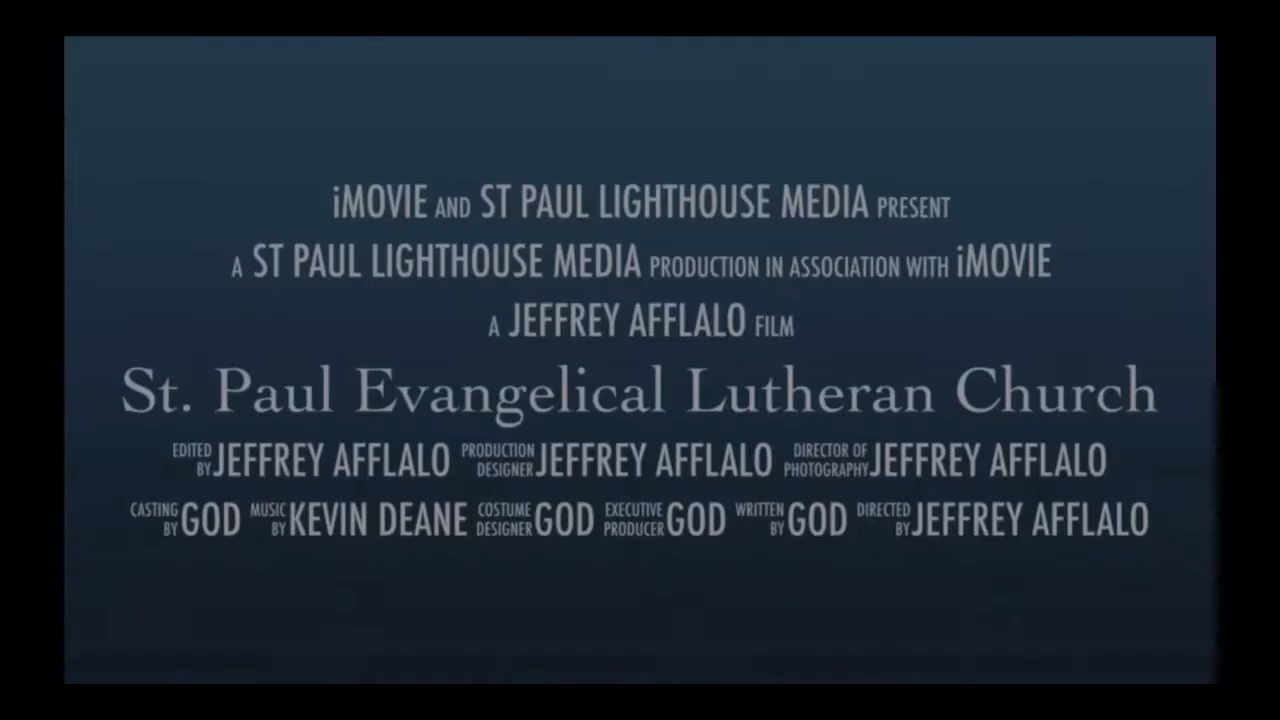 iMOVIE AND ST PAUL LIGHTHOUSE MEDIA PRESENT
A ST PAUL LIGHTHOUSE MEDIA PRODUCTION IN ASSOCIATION WITH iMOVIE
A JEFFREY AFFLALO FILM
St. Paul Evangelical Lutheran Church
EDITED BY JEFFREY AFFLALO PRODUCTION DESIGNER JEFFREY AFFLALO DIRECTOR OF PHOTOGRAPHY JEFFREY AFFLALO
CASTING BY GOD MUSIC BY KEVIN DEANE COSTUME DESIGNER GOD EXECUTIVE PRODUCER GOD WRITTEN BY GOD DIRECTED BY JEFFREY AFFLALO